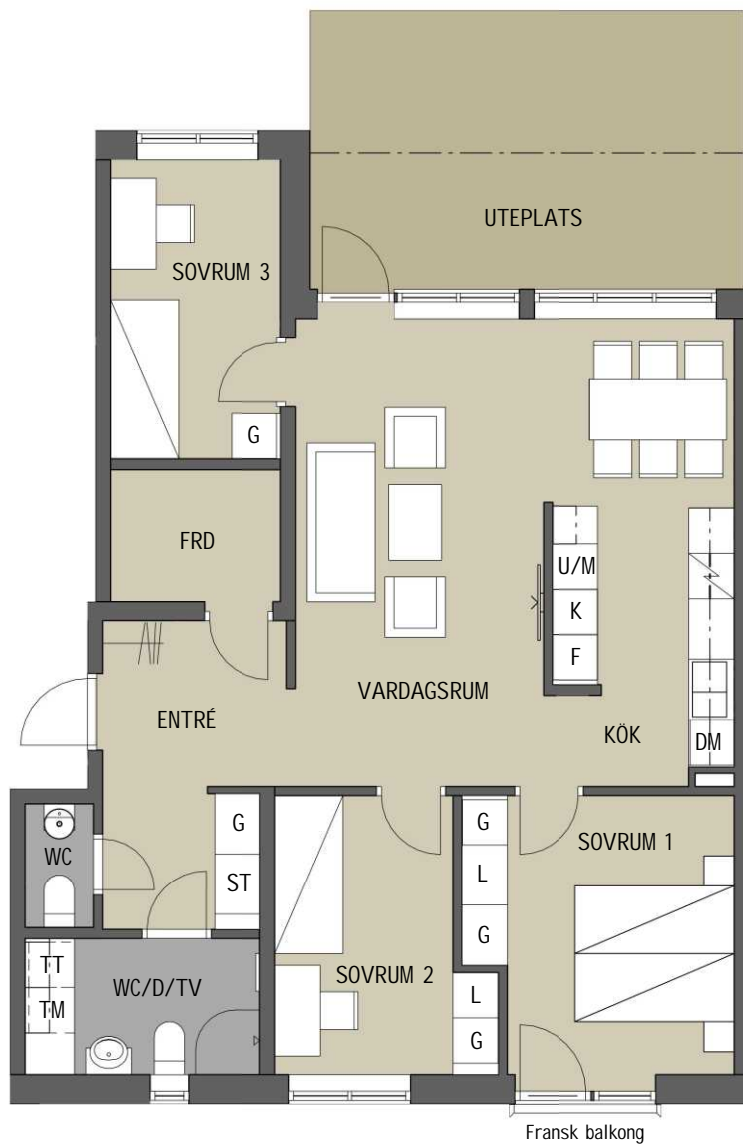 UTEPLATS
SOVRUM 3
G
FRD
U/M
K
F
VARDAGSRUM
ENTRÉ
KÖK
DM
WC
G
ST
G
L
G
SOVRUM 1
TT
TM
WC/D/TV
SOVRUM 2
L
G
Fransk balkong